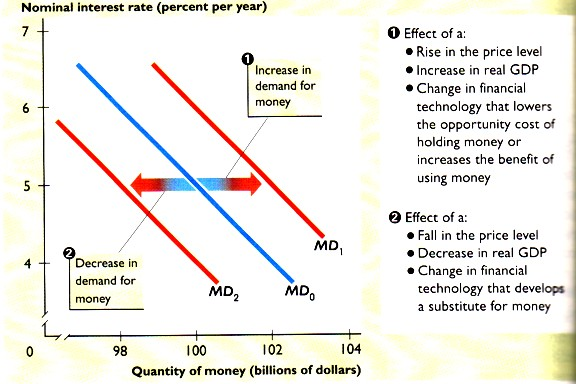 Nominal interest rate (percent per year)
7
6
5
4
0
98
100
102
104
Quantity of money (billions of dollars)
1
Increase in
demand for
money
2
Decrease in
demand for
money
MD1
MD2
MD0
1 Effect of a:
• Rise in the price level
• Increase in real GDP
• Change in financial
technology that lowers
the opportunity cost of
holding money or
increases the benefit of
using money
2 Effect of a:
• Fall in the price level
• Decrease in real GDP
• Change in financial
technology that develops
a substitute for money